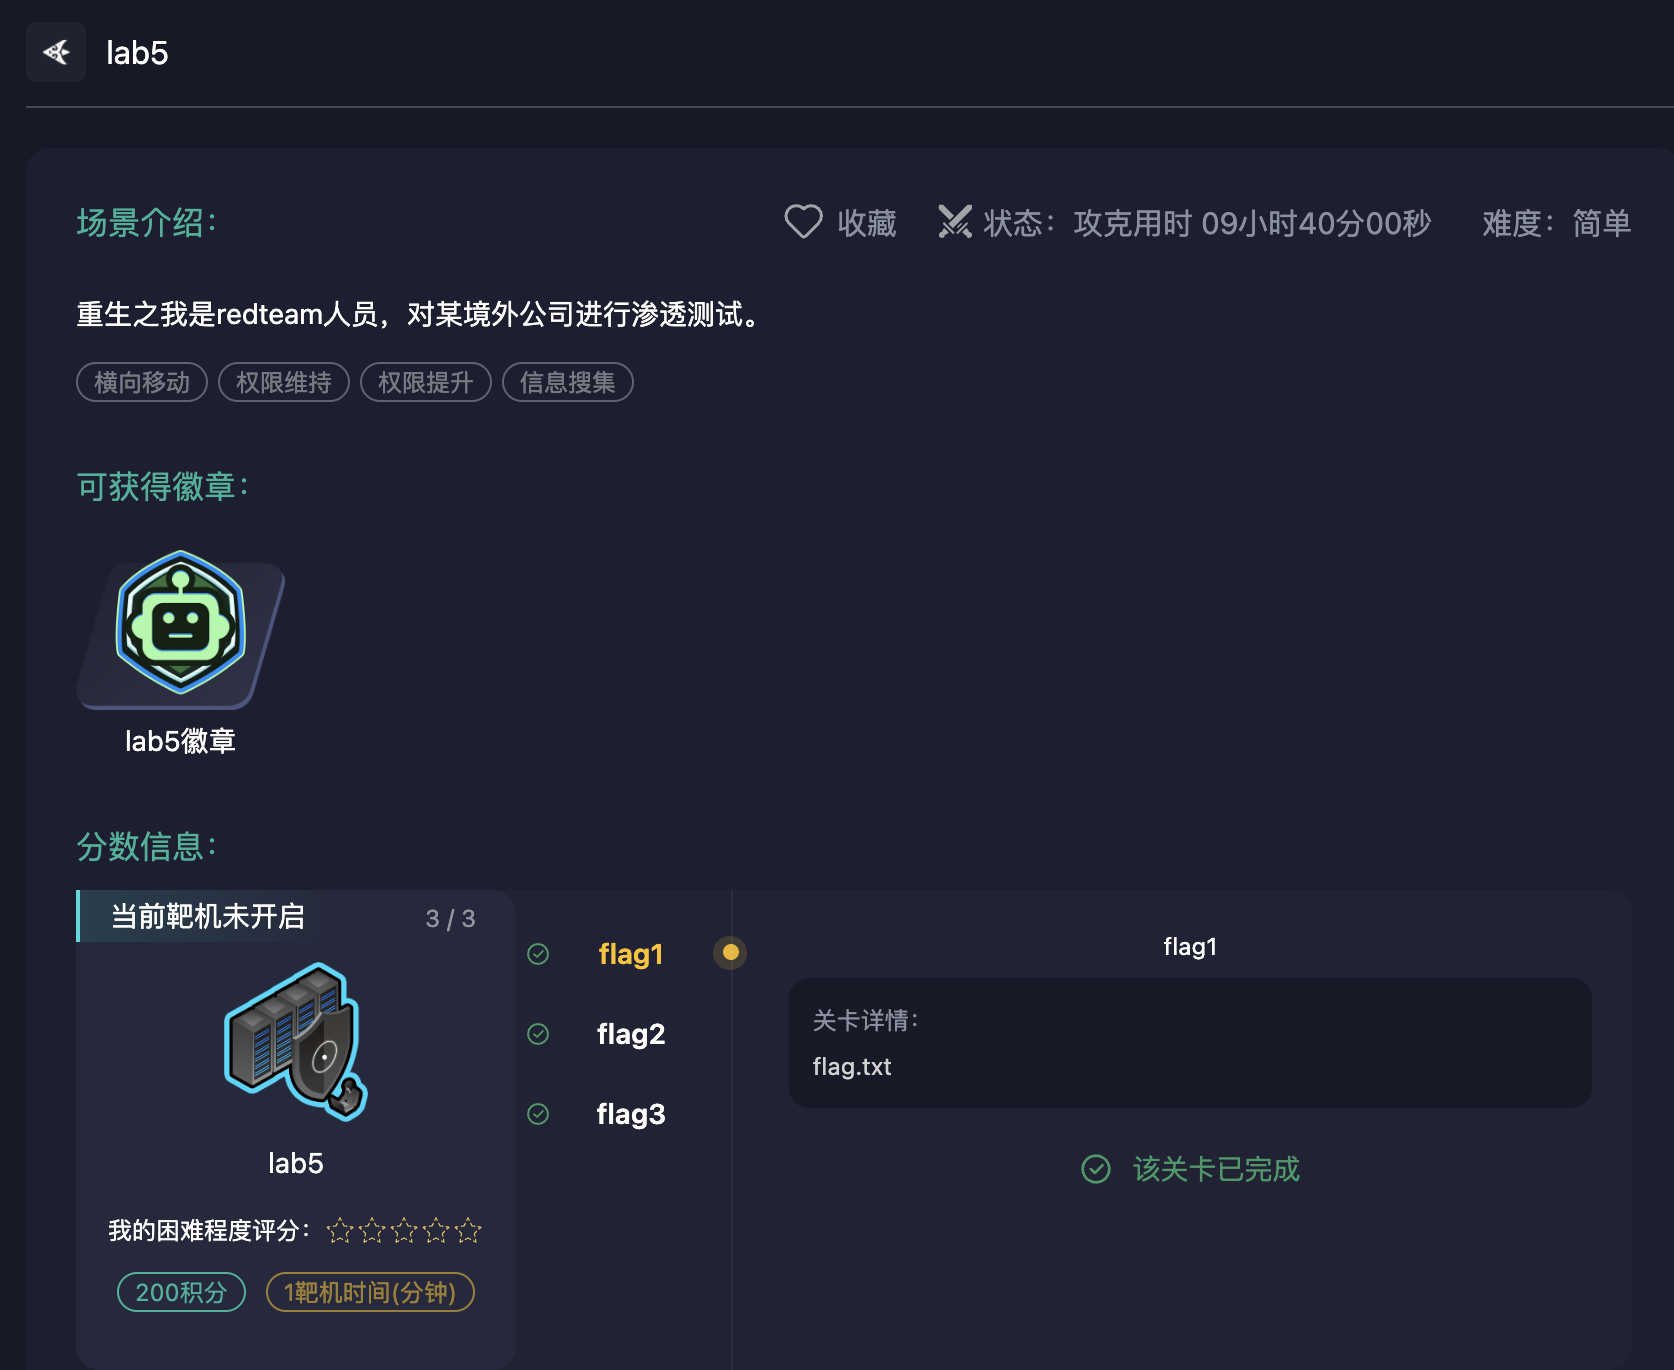 lab5
场景介绍：
收藏
状态：攻克用时 09小时40分00秒
难度：简单
重生之我是redteam人员，对某境外公司进行渗透测试。
横向移动 权限维持 权限提升 信息搜集
可获得徽章：
lab5徽章
分数信息：
当前靶机未开启 3 / 3
lab5
我的困难程度评分：
200积分 1靶机时间(分钟)
flag1
flag2
flag3
flag1
关卡详情：
flag.txt
该关卡已完成